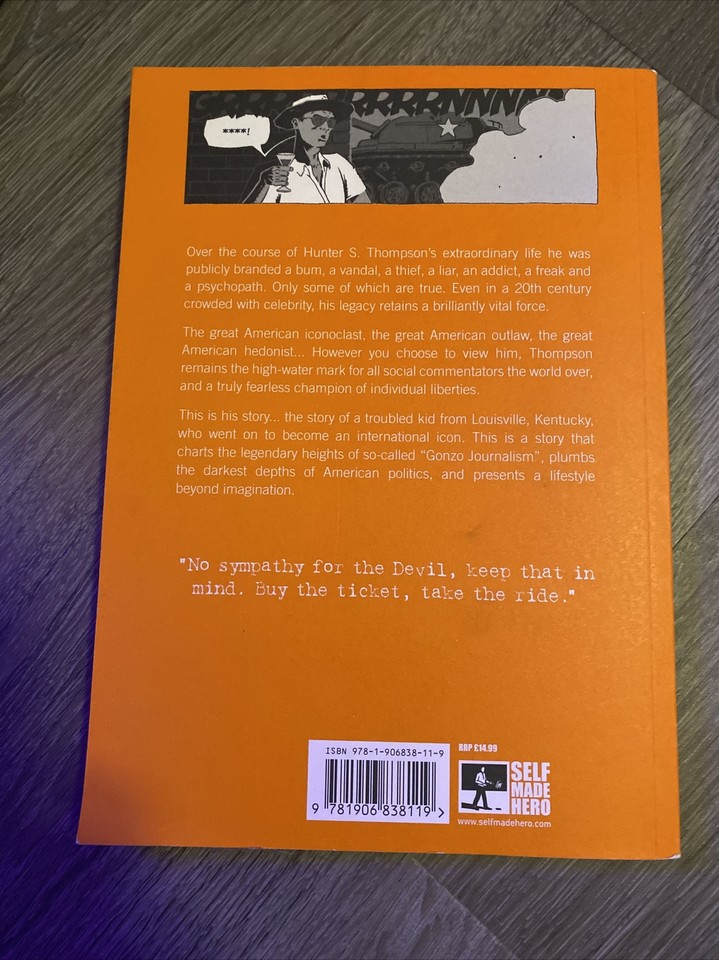 GRRRRRRRRNNNNN
****!
Over the course of Hunter S. Thompson's extraordinary life he was
publicly branded a bum, a vandal, a thief, a liar, an addict, a freak and
a psychopath. Only some of which are true. Even in a 20th century
crowded with celebrity, his legacy retains a brilliantly vital force.
The great American iconoclast, the great American outlaw, the great
American hedonist... However you choose to view him, Thompson
remains the high-water mark for all social commentators the world over,
and a truly fearless champion of individual liberties.
This is his story... the story of a troubled kid from Louisville, Kentucky,
who went on to become an international icon. This is a story that
charts the legendary heights of so-called “Gonzo Journalism”, plumbs
the darkest depths of American politics, and presents a lifestyle
beyond imagination.
"No sympathy for the Devil, keep that in
mind. Buy the ticket, take the ride."
ISBN 978-1-906838-11-9
9 781906 838119 >
RRP £14.99
SELF
MADE
HERO
www.selfmadehero.com